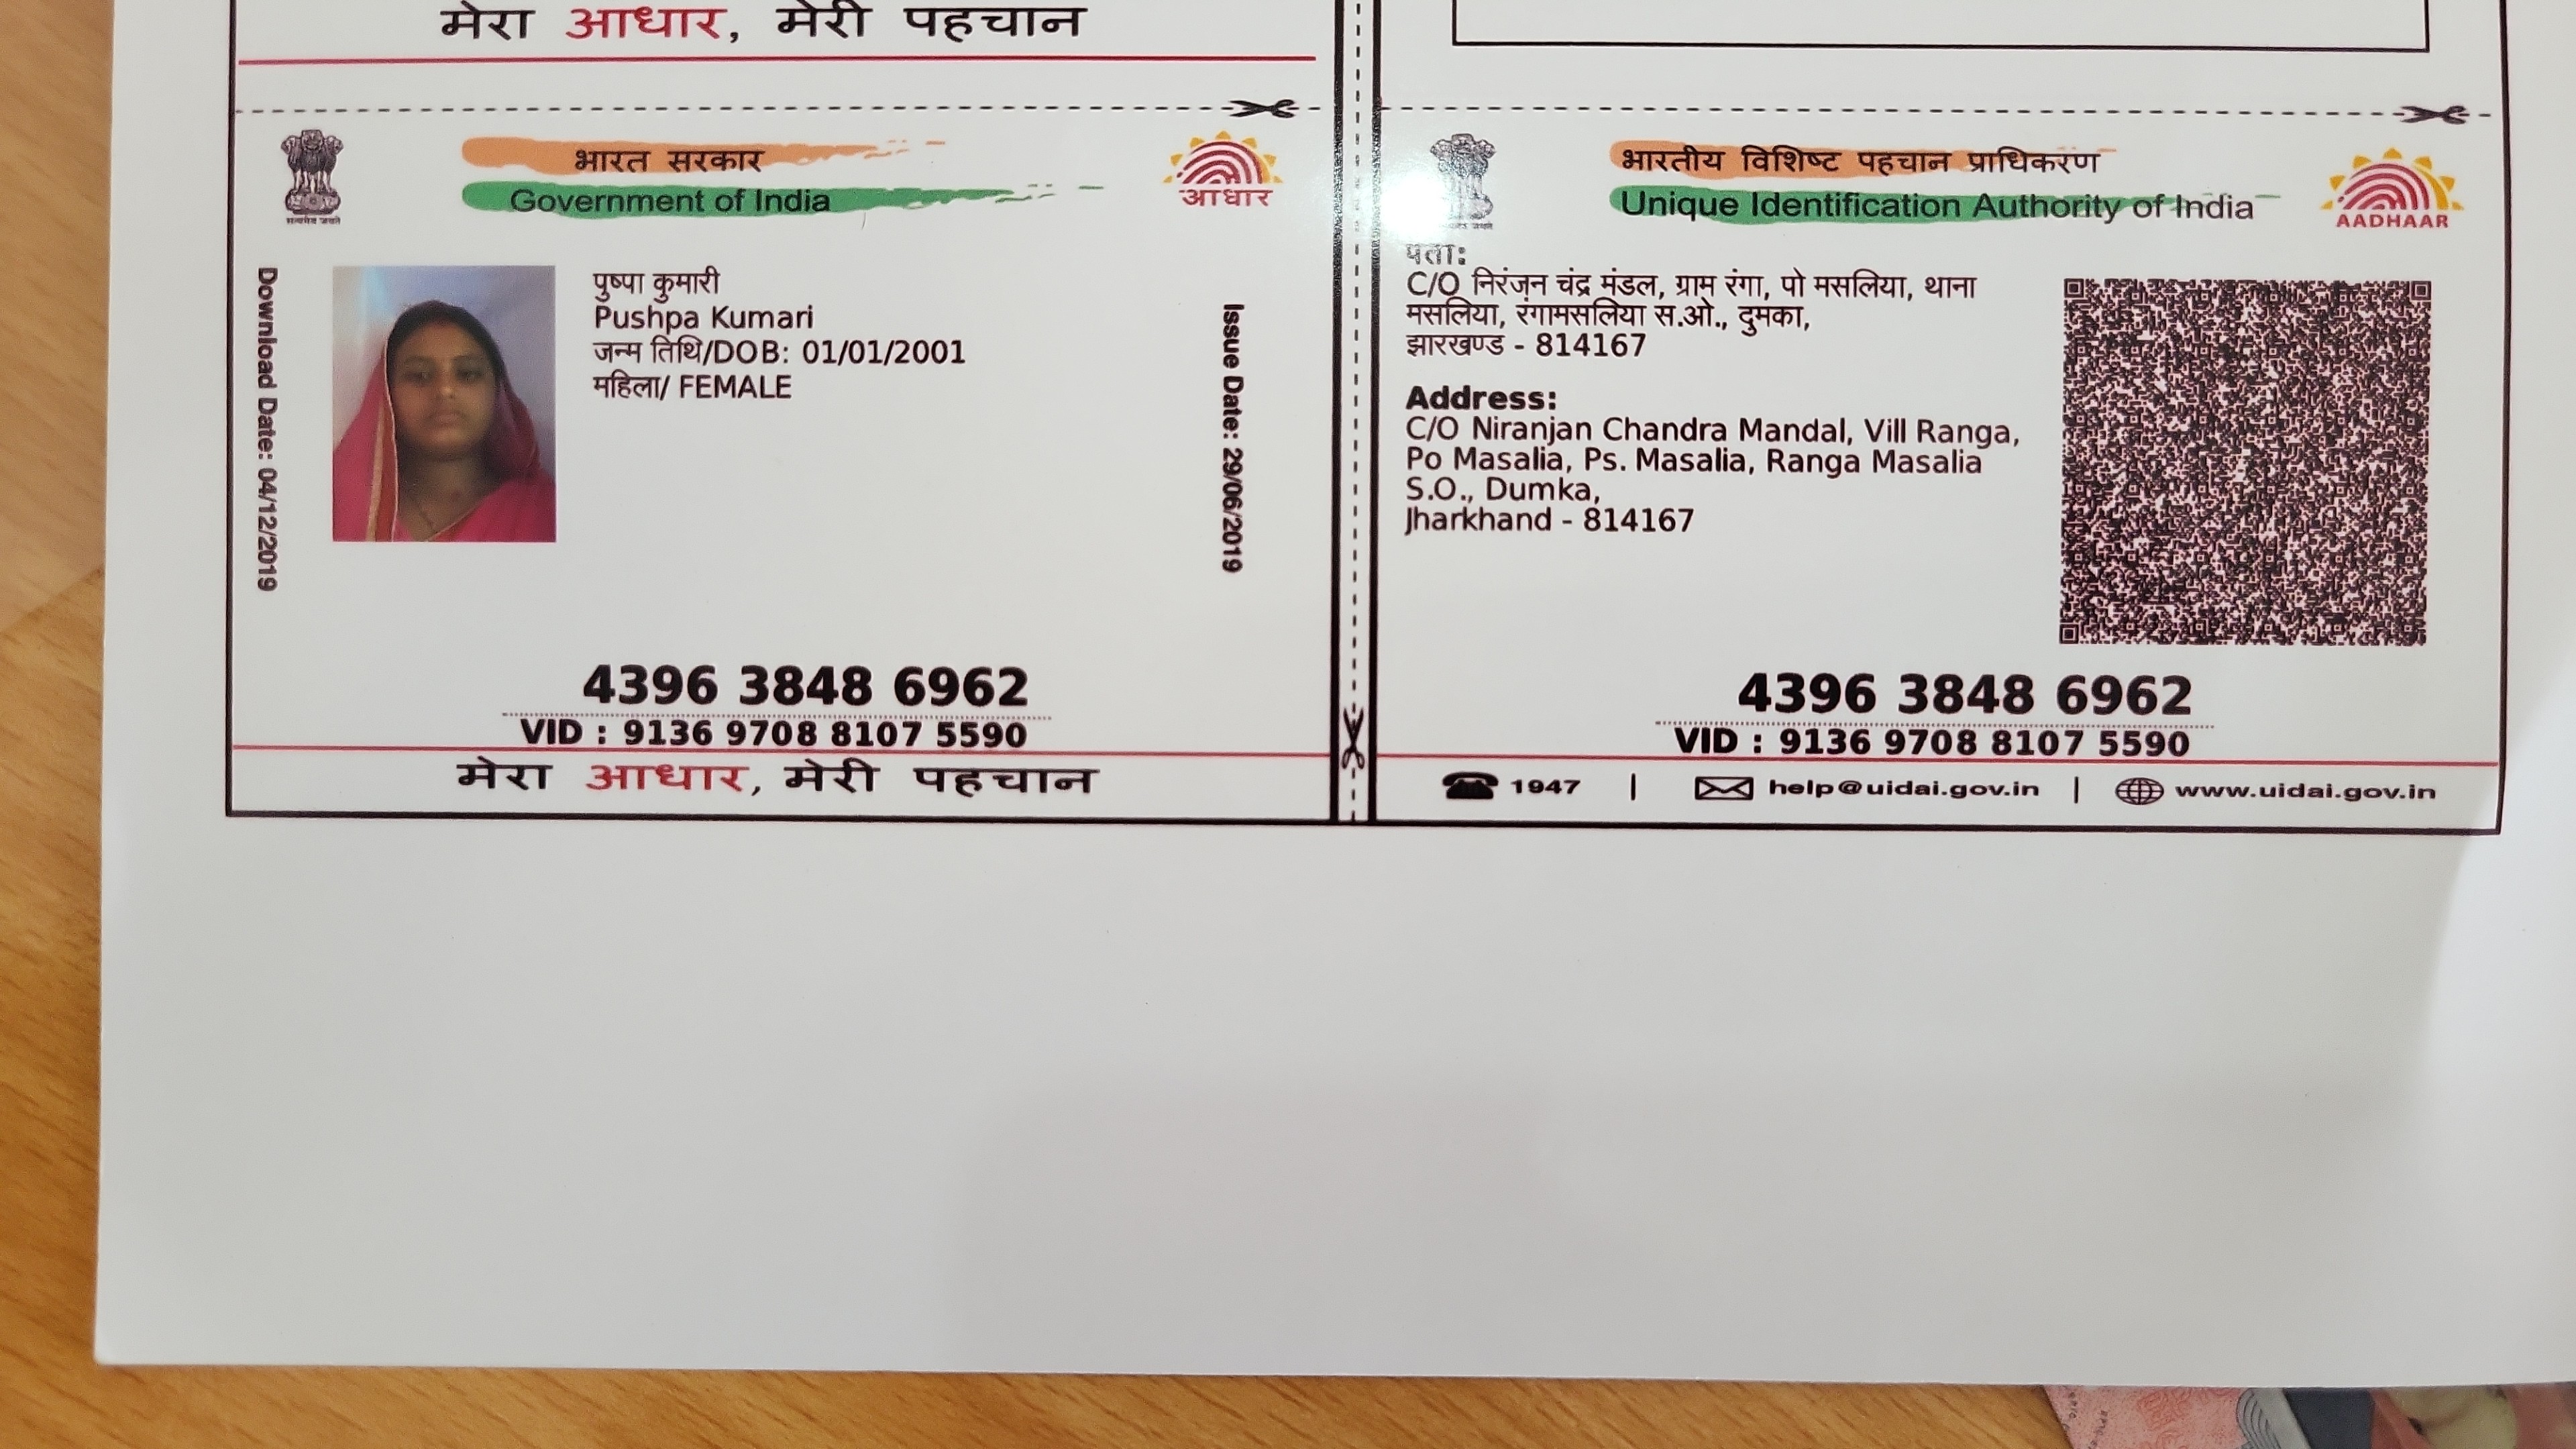 मेरा आधार, मेरी पहचान
भारत सरकार
Government of India
सत्यमेव जयते
आधार
Download Date: 04/12/2019
पुष्पा कुमारी
Pushpa Kumari
जन्म तिथि/DOB: 01/01/2001
महिला/ FEMALE
Issue Date: 29/06/2019
4396 3848 6962
VID : 9136 9708 8107 5590
मेरा आधार, मेरी पहचान
भारतीय विशिष्ट पहचान प्राधिकरण
Unique Identification Authority of India
AADHAAR
पता:
C/O निरंजन चंद्र मंडल, ग्राम रंगा, पो मसलिया, थाना
मसलिया, रंगामसलिया स.ओ., दुमका,
झारखण्ड - 814167
Address:
C/O Niranjan Chandra Mandal, Vill Ranga,
Po Masalia, Ps. Masalia, Ranga Masalia
S.O., Dumka,
Jharkhand - 814167
4396 3848 6962
VID : 9136 9708 8107 5590
1947 | help@uidai.gov.in | www.uidai.gov.in